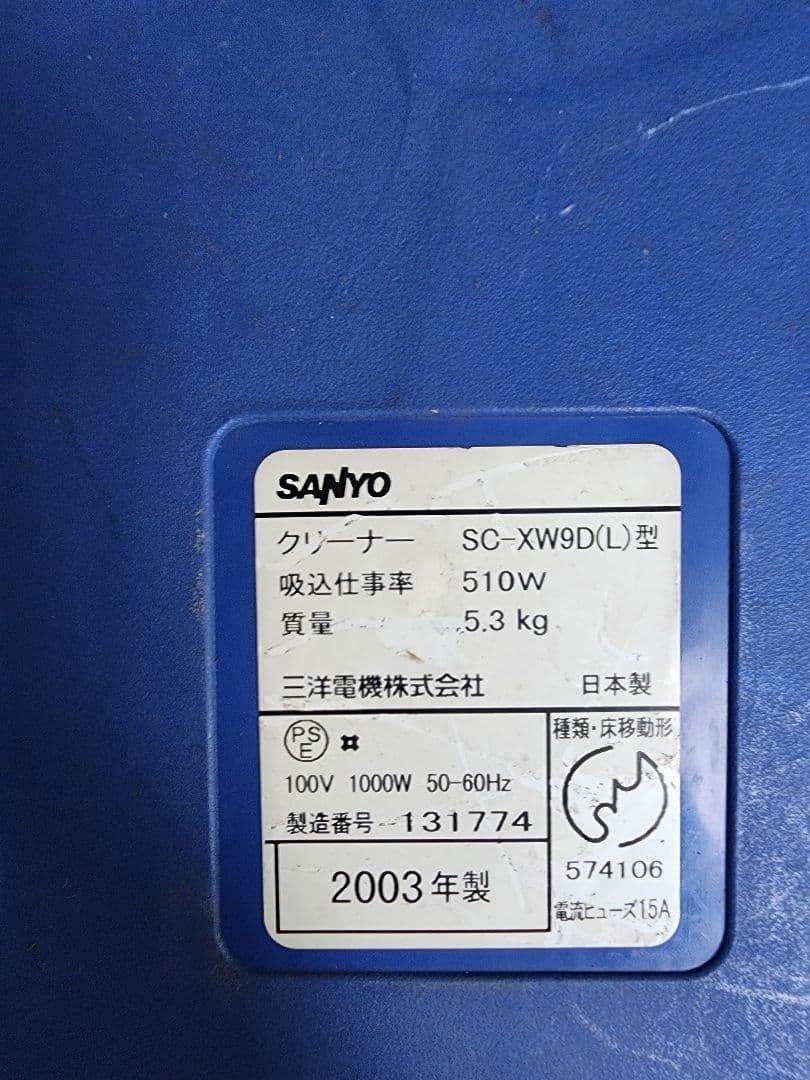 SANYO
クリーナー SC-XW9D(L)型
吸込仕事率 510W
質量 5.3 kg
三洋電機株式会社 日本製
PS
E
100V 1000W 50-60Hz
製造番号 131774
2003年製
種類・床移動形
574106
電流ヒューズ15A